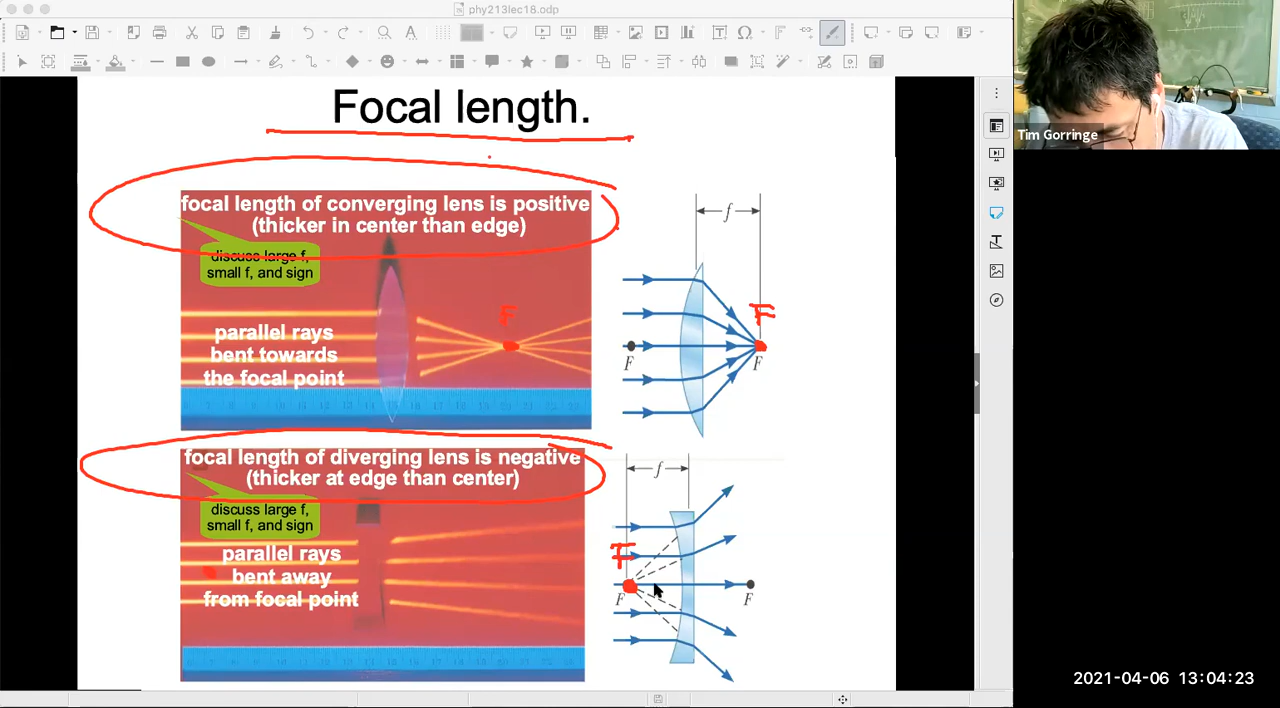 phy213lec18.odp
Focal length.
focal length of converging lens is positive
(thicker in center than edge)
discuss large f,
small f, and sign
parallel rays
bent towards
the focal point
F
f
F
F
F
focal length of diverging lens is negative
(thicker at edge than center)
discuss large f,
small f, and sign
parallel rays
bent away
from focal point
f
F
F
F
Tim Gorringe
2021-04-06 13:04:23